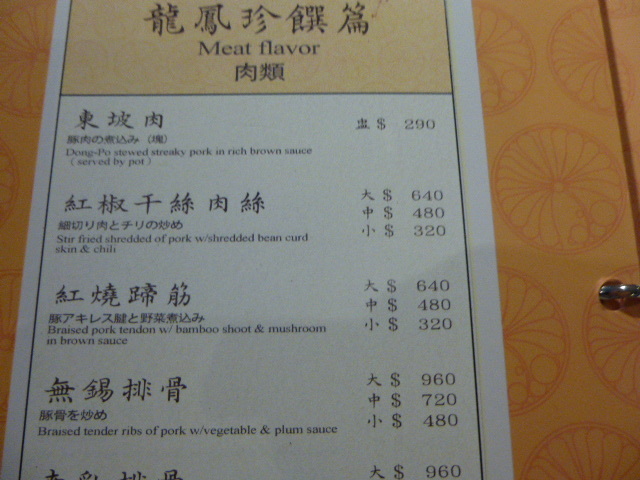 龍鳳珍饌篇
Meat flavor
肉類
東坡肉 盅 $ 290
豚肉の煮込み（塊）
Dong-Po stewed streaky pork in rich brown sauce
( served by pot )
紅椒干絲肉絲 大 $ 640
中 $ 480
細切り肉とチリの炒め 小 $ 320
Stir fried shredded of pork w/shredded bean curd
skin & chili
紅燒蹄筋 大 $ 640
中 $ 480
豚アキレス腱と野菜煮込み 小 $ 320
Braised pork tendon w/ bamboo shoot & mushroom
in brown sauce
無錫排骨 大 $ 960
中 $ 720
豚骨を炒め 小 $ 480
Braised tender ribs of pork w/vegetable & plum sauce
排骨 大 $ 960